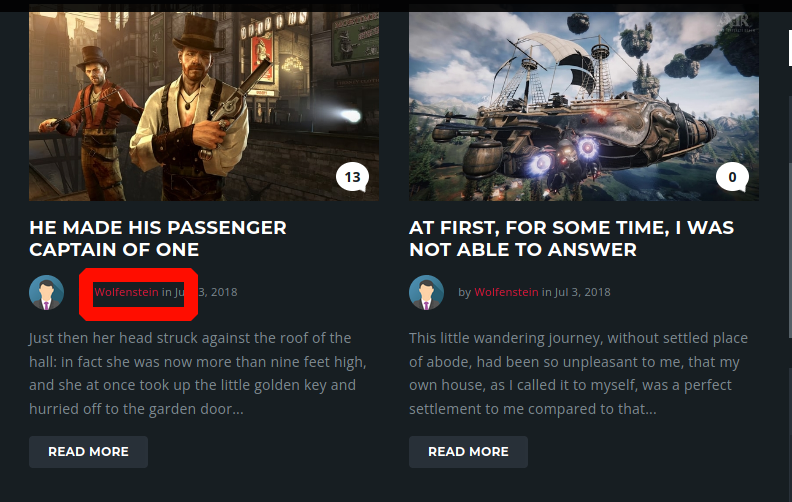 13
HE MADE HIS PASSENGER
CAPTAIN OF ONE
Wolfenstein in 3, 2018
Just then her head struck against the roof of the
hall: in fact she was now more than nine feet high,
and she at once took up the little golden key and
hurried off to the garden door...
READ MORE
0
AT FIRST, FOR SOME TIME, I WAS
NOT ABLE TO ANSWER
by Wolfenstein in Jul 3, 2018
This little wandering journey, without settled place
of abode, had been so unpleasant to me, that my
own house, as I called it to myself, was a perfect
settlement to me compared to that...
READ MORE